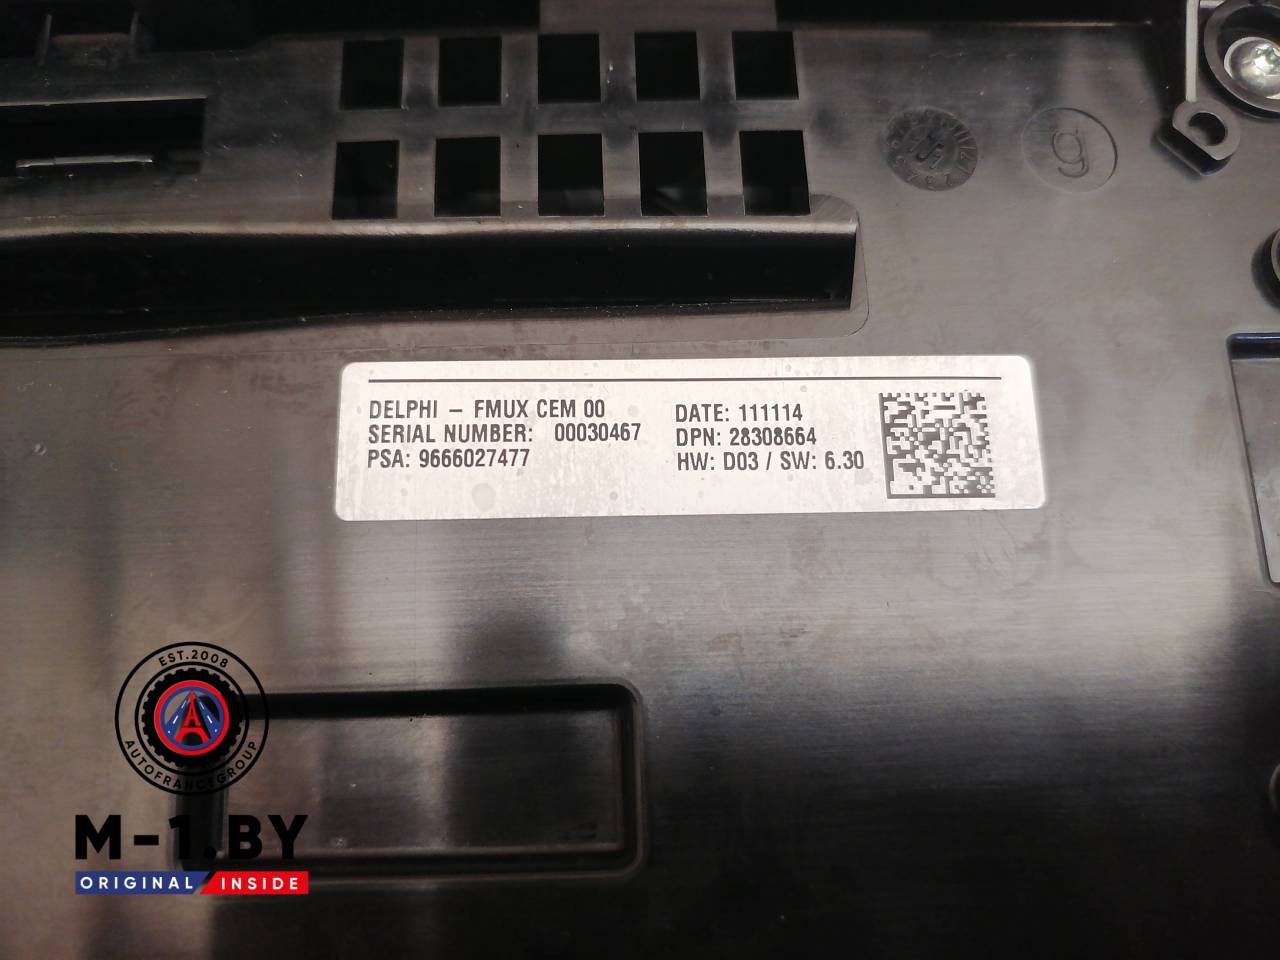 g
DELPHI – FMUX CEM 00
SERIAL NUMBER: 00030467
PSA: 9666027477
DATE: 111114
DPN: 28308664
HW: D03 / SW: 6.30
EST.2008
AUTOFRANCEGROUP
M-1.BY
ORIGINAL INSIDE